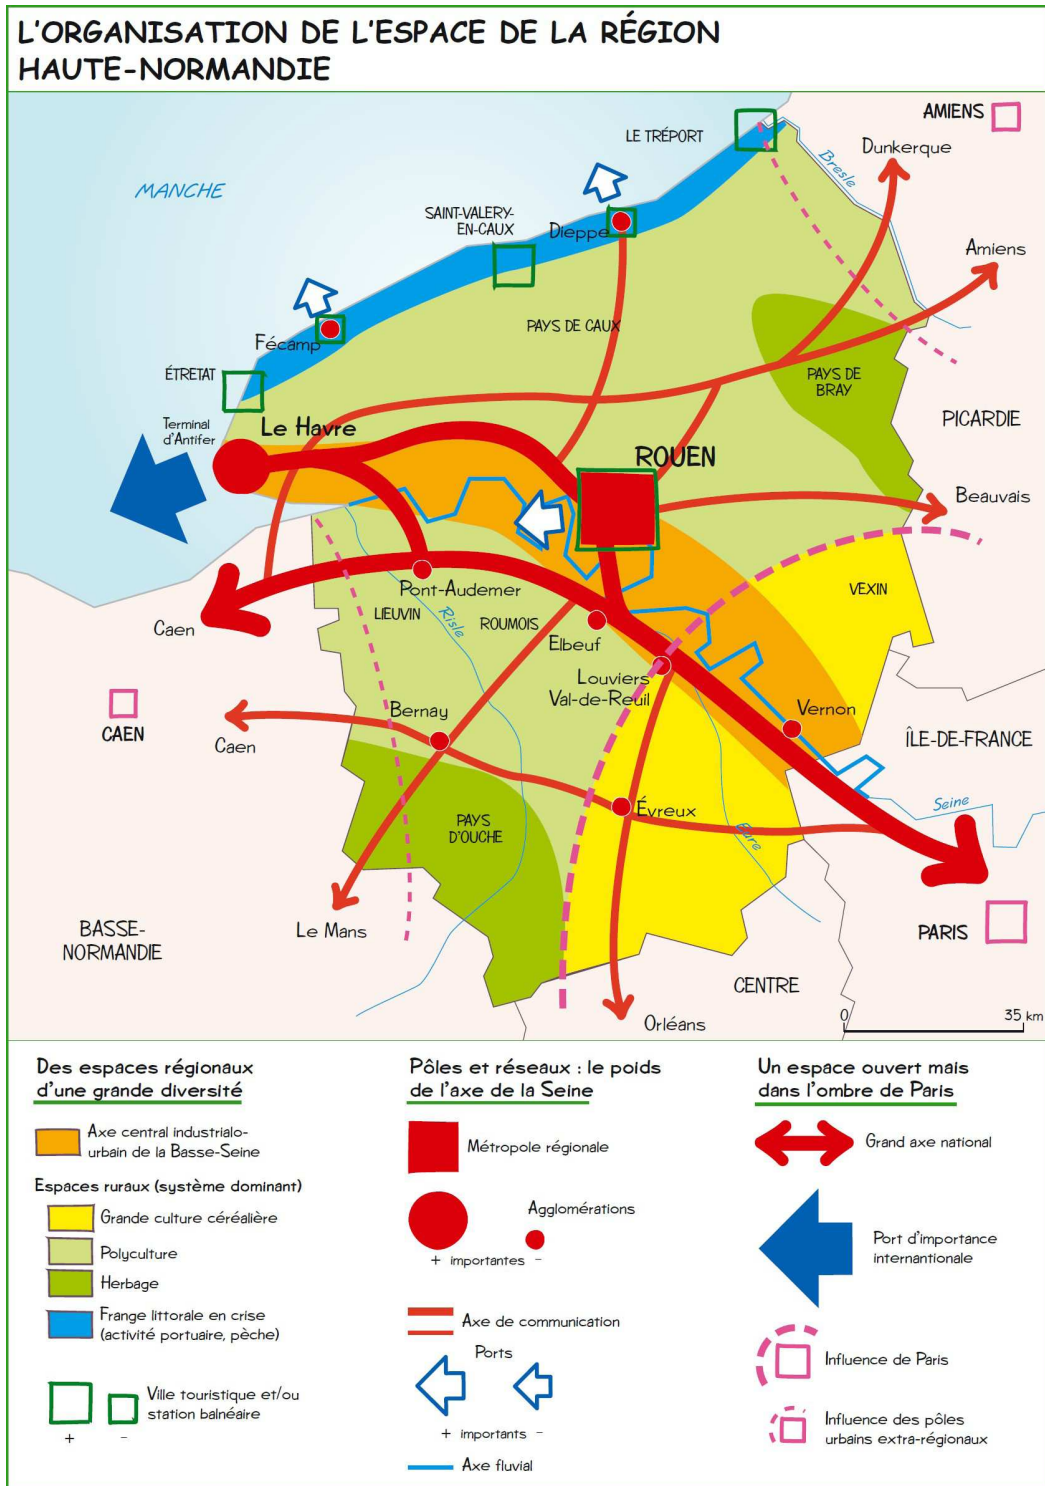 L'ORGANISATION DE L'ESPACE DE LA RÉGION
HAUTE-NORMANDIE
AMIENS
LE TRÉPORT
Dunkerque
Bresle
MANCHE
SAINT-VALERY-
EN-CAUX
Dieppe
Amiens
PAYS DE CAUX
Fécamp
ÉTRETAT
PAYS DE
BRAY
PICARDIE
Terminal
d'Antifer
Le Havre
ROUEN
Beauvais
Pont-Audemer
VEXIN
LIEUVIN
Risle
ROUMOIS
Caen
Elbeuf
Louviers
Val-de-Reuil
Bernay
Vernon
CAEN
Caen
ÎLE-DE-FRANCE
Seine
Évreux
PAYS
D'OUCHE
Eure
Le Mans
BASSE-
NORMANDIE
PARIS
CENTRE
Orléans
0
35 km
Des espaces régionaux
d'une grande diversité
Axe central industrialo-
urbain de la Basse-Seine
Espaces ruraux (système dominant)
Grande culture céréalière
Polyculture
Herbage
Frange littorale en crise
(activité portuaire, pèche)
Ville touristique et/ou
station balnéaire
+ -
Pôles et réseaux : le poids
de l'axe de la Seine
Métropole régionale
Agglomérations
+ importantes -
Axe de communication
Ports
+ importants -
Axe fluvial
Un espace ouvert mais
dans l'ombre de Paris
Grand axe national
Port d'importance
internantionale
Influence de Paris
Influence des pôles
urbains extra-régionaux